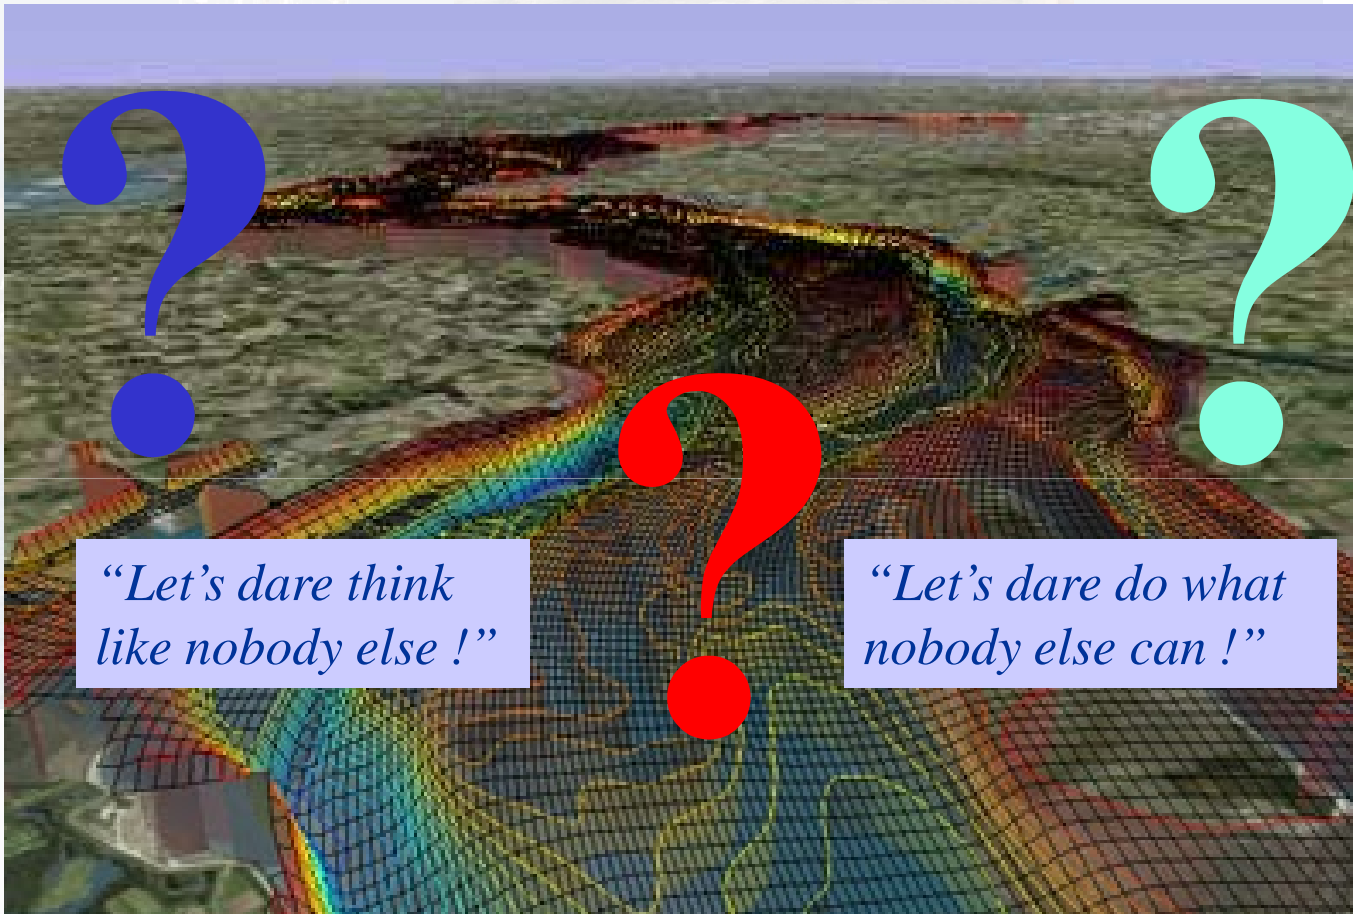 ?
?
?
“Let’s dare think
like nobody else !”
“Let’s dare do what
nobody else can !”